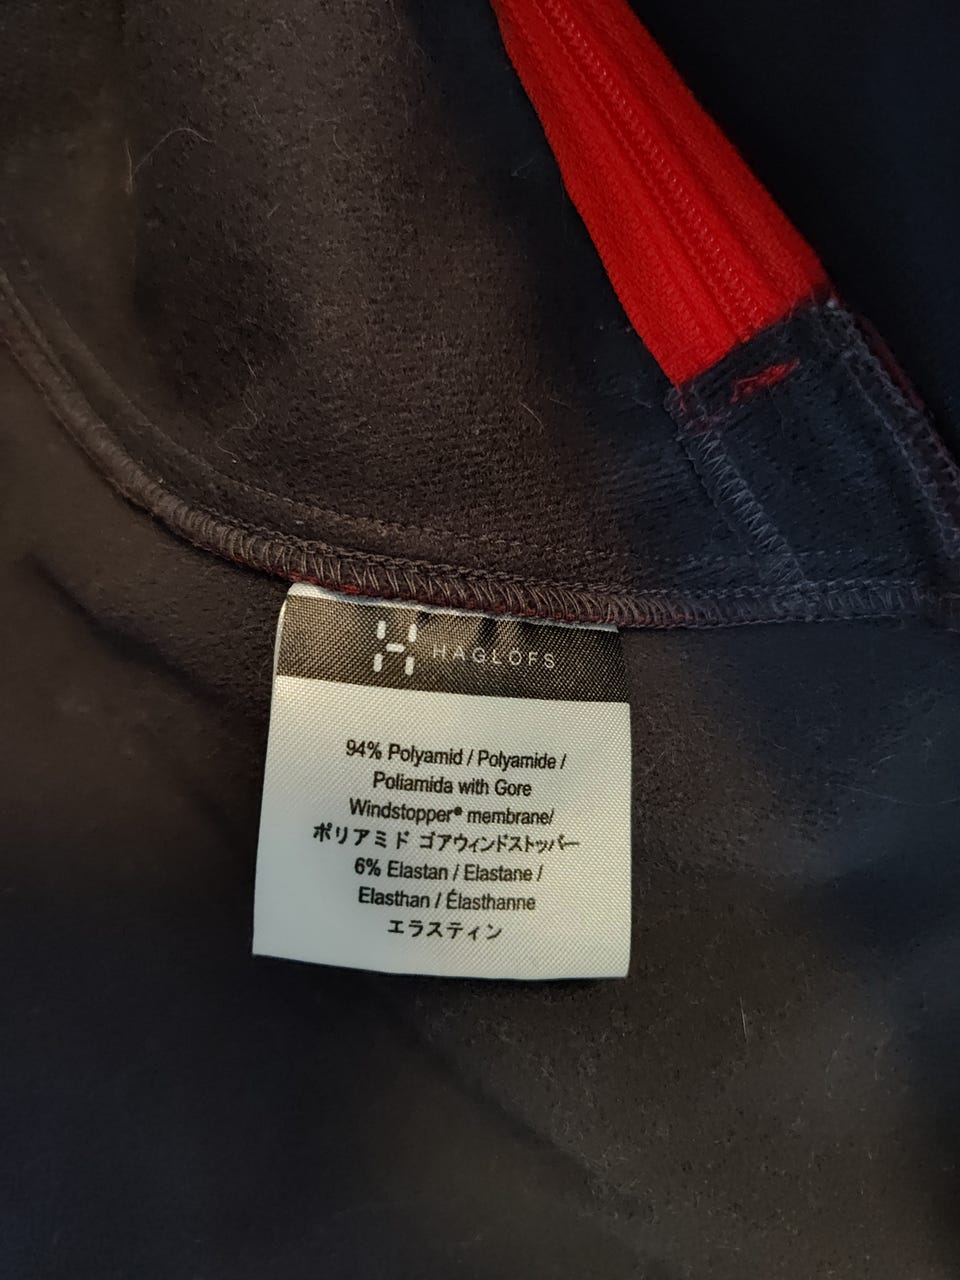 HAGLÖFS
94% Polyamid / Polyamide /
Poliamida with Gore
Windstopper® membrane/
ポリアミド ゴアウィンドストッパー
6% Elastan / Elastane /
Elasthan / Élasthanne
エラスティン